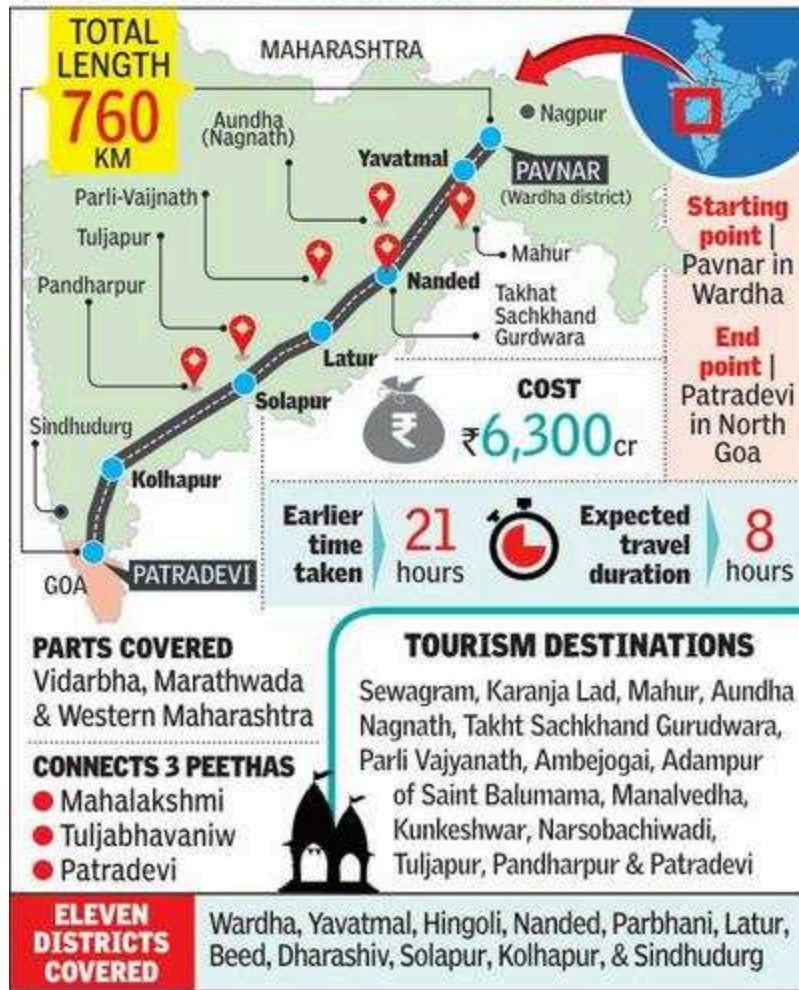 TOTAL
LENGTH
760
KM
MAHARASHTRA
Nagpur
Aundha
(Nagnath)
Yavatmal
PAVNAR
(Wardha district)
Parli-Vaijnath
Tuljapur
Pandharpur
Mahur
Nanded
Takhat
Sachkhand
Gurdwara
Latur
Solapur
Sindhudurg
Kolhapur
GOA
PATRADEVI
Starting
point |
Pavnar in
Wardha
End
point |
Patradevi
in North
Goa
COST
₹
₹6,300cr
Earlier
time
taken
21
hours
Expected
travel
duration
8
hours
PARTS COVERED
Vidarbha, Marathwada
& Western Maharashtra
CONNECTS 3 PEETHAS
Mahalakshmi
Tuljabhavaniw
Patradevi
TOURISM DESTINATIONS
Sewagram, Karanja Lad, Mahur, Aundha
Nagnath, Takht Sachkhand Gurudwara,
Parli Vajyanath, Ambejogai, Adampur
of Saint Balumama, Manalvedha,
Kunkeshwar, Narsobachiwadi,
Tuljapur, Pandharpur & Patradevi
ELEVEN
DISTRICTS
COVERED
Wardha, Yavatmal, Hingoli, Nanded, Parbhani, Latur,
Beed, Dharashiv, Solapur, Kolhapur, & Sindhudurg